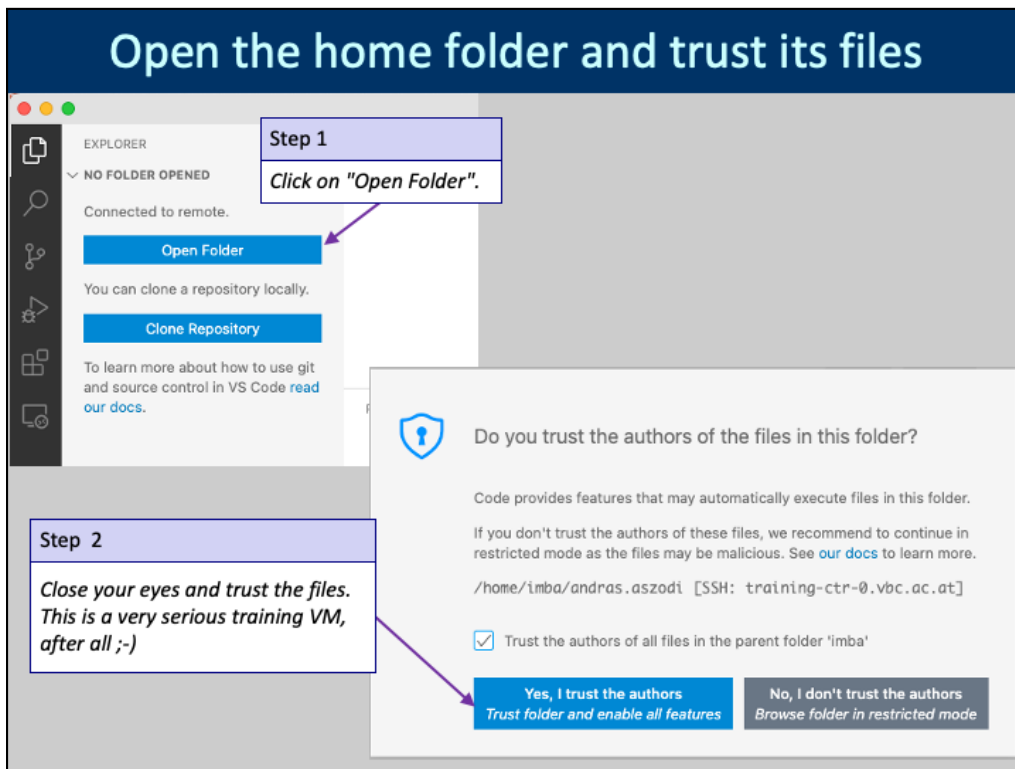 Open the home folder and trust its files
EXPLORER
NO FOLDER OPENED
Connected to remote.
Open Folder
You can clone a repository locally.
Clone Repository
To learn more about how to use git
and source control in VS Code read
our docs.
Step 1
Click on "Open Folder".
Do you trust the authors of the files in this folder?
Code provides features that may automatically execute files in this folder.
If you don't trust the authors of these files, we recommend to continue in
restricted mode as the files may be malicious. See our docs to learn more.
/home/imba/andras.aszodi [SSH: training-ctr-0.vbc.ac.at]
Trust the authors of all files in the parent folder 'imba'
Yes, I trust the authors
Trust folder and enable all features
No, I don't trust the authors
Browse folder in restricted mode
Step 2
Close your eyes and trust the files.
This is a very serious training VM,
after all ;-)